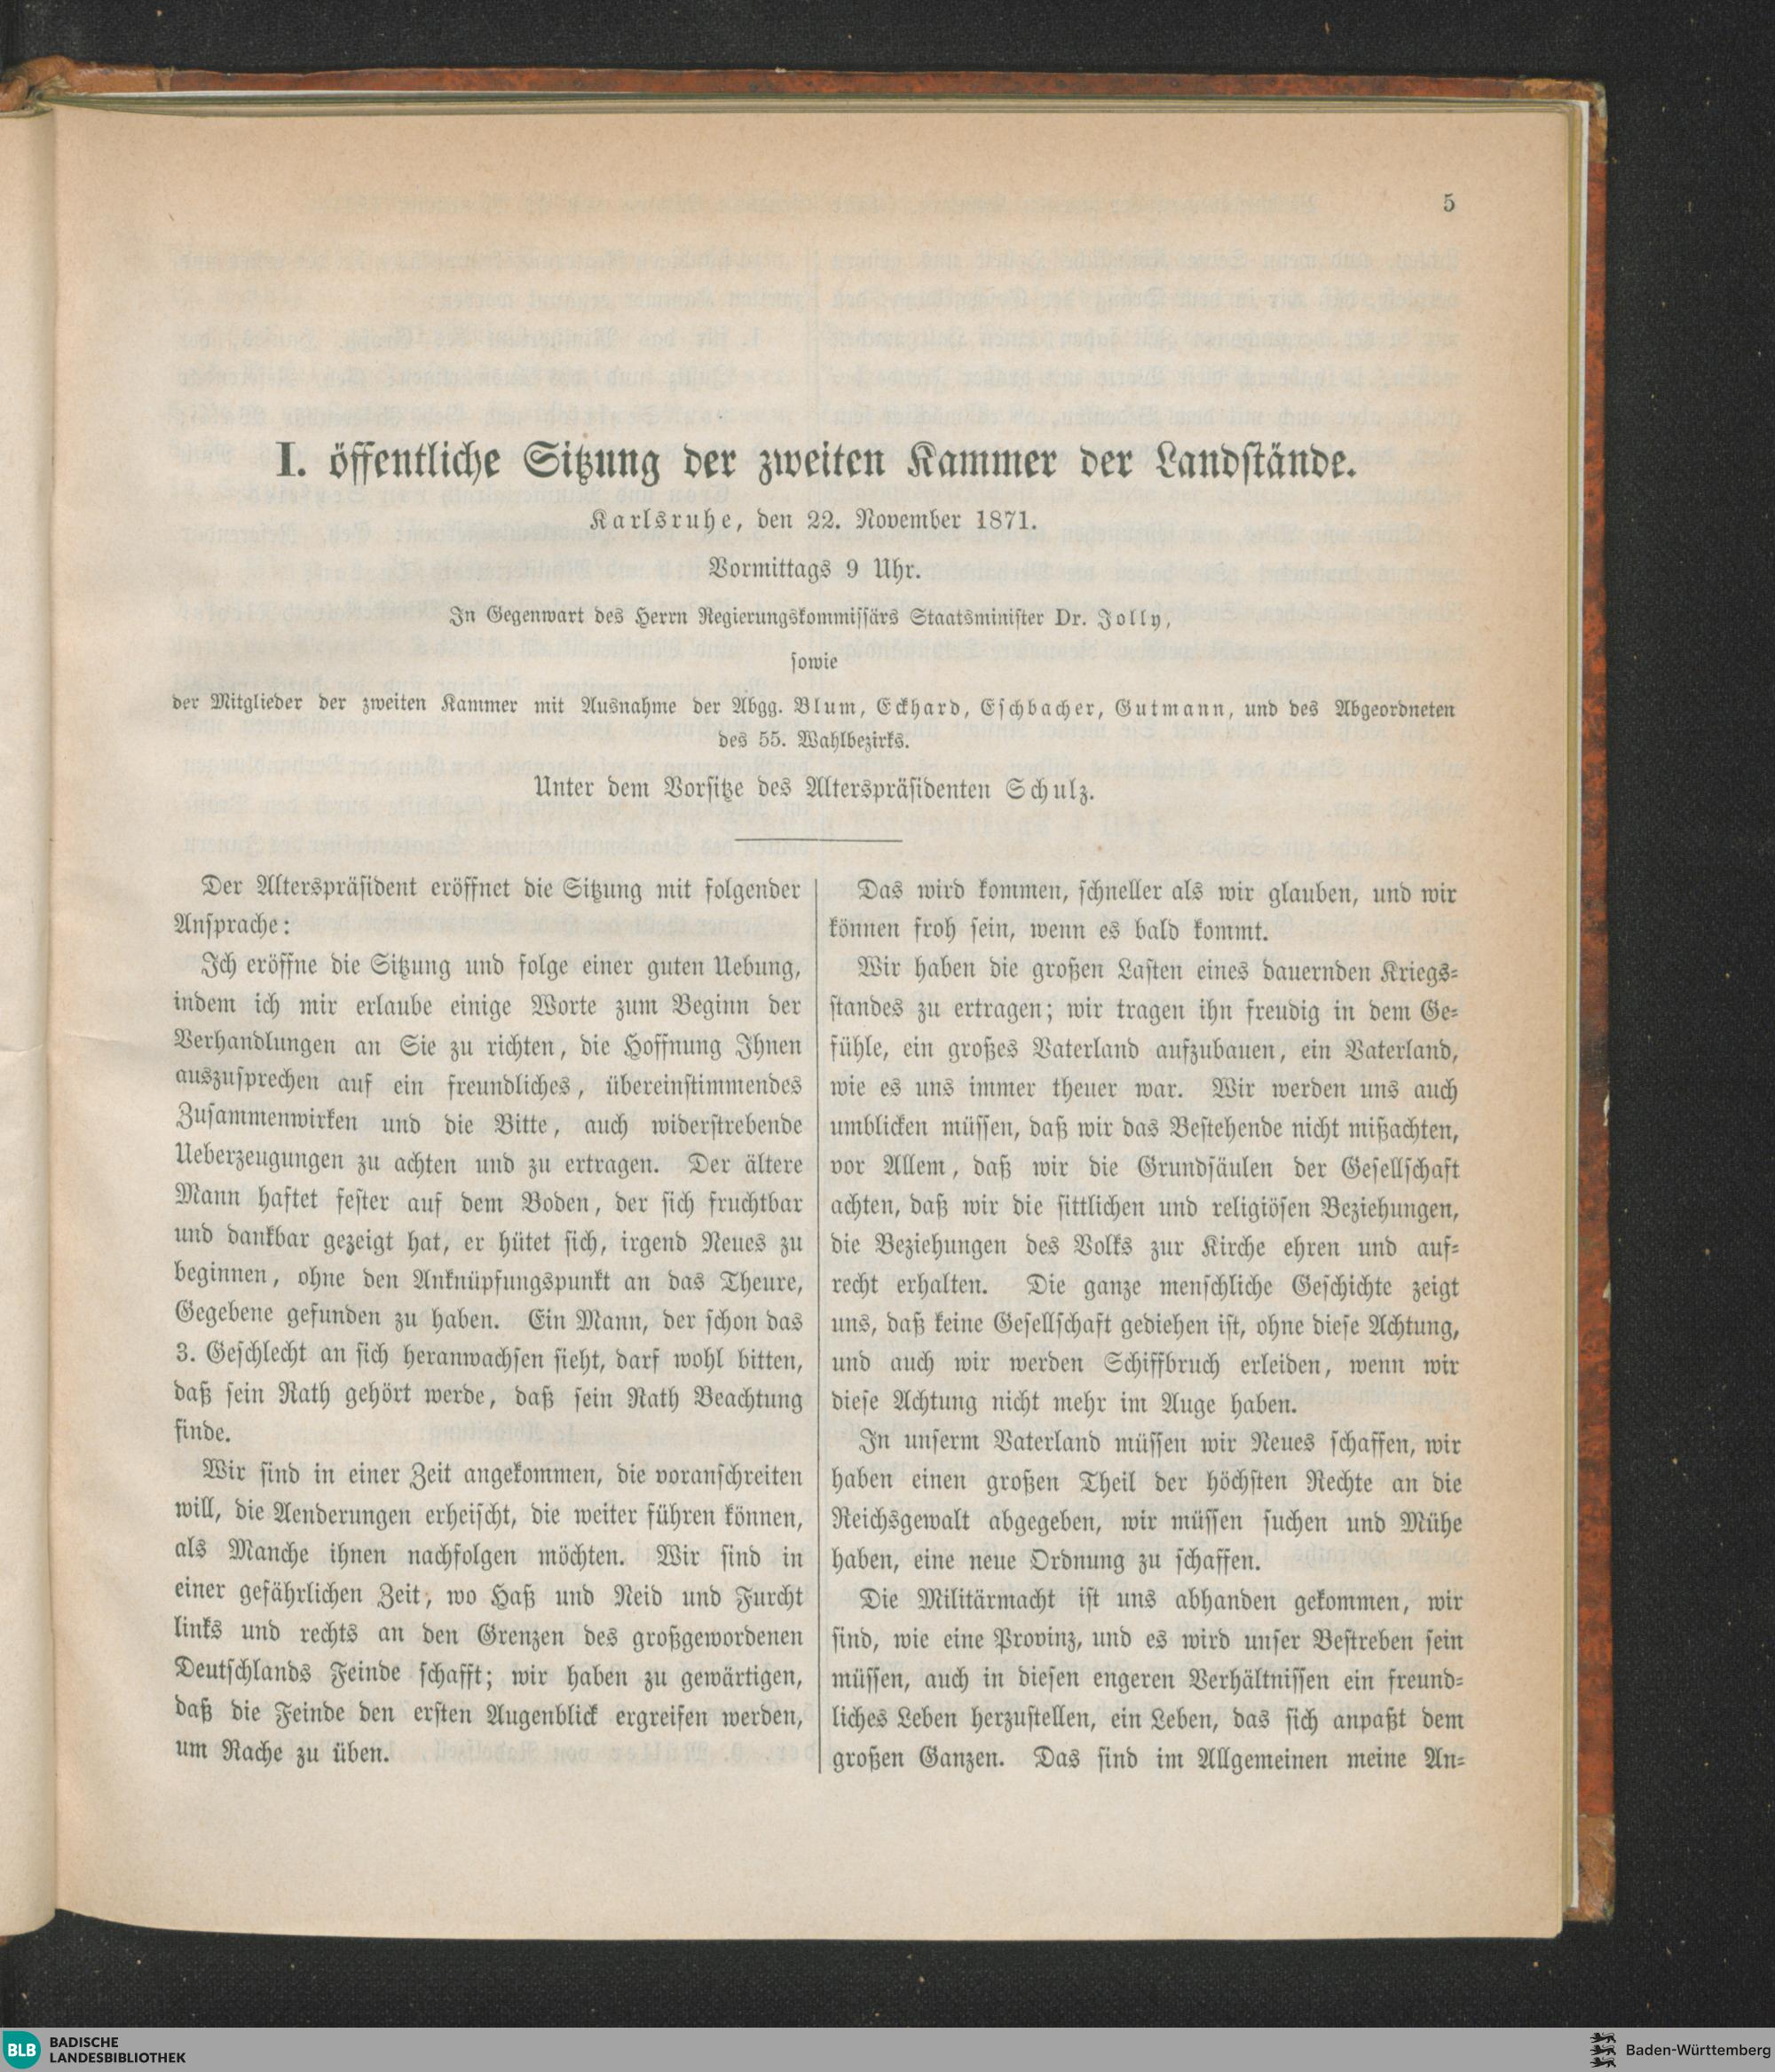 5
I. öffentliche Sitzung der zweiten Kammer der Landstände.
Karlsruhe, den 22. November 1871.
Vormittags 9 Uhr.
In Gegenwart des Herrn Regierungskommissärs Staatsminister Dr. Jolly,
sowie
der Mitglieder der zweiten Kammer mit Ausnahme der Abgg. Blum, Eckhard, Eschbacher, Gutmann, und des Abgeordneten
des 55. Wahlbezirks.
Unter dem Vorsitze des Alterspräsidenten Schulz.
Der Alterspräsident eröffnet die Sitzung mit folgender
Ansprache:
Ich eröffne die Sitzung und folge einer guten Uebung,
indem ich mir erlaube einige Worte zum Beginn der
Verhandlungen an Sie zu richten, die Hoffnung Ihnen
auszusprechen auf ein freundliches, übereinstimmendes
Zusammenwirken und die Bitte, auch widerstrebende
Ueberzeugungen zu achten und zu ertragen. Der ältere
Mann haftet fester auf dem Boden, der sich fruchtbar
und dankbar gezeigt hat, er hütet sich, irgend Neues zu
beginnen, ohne den Anknüpfungspunkt an das Theure,
Gegebene gefunden zu haben. Ein Mann, der schon das
3. Geschlecht an sich heranwachsen sieht, darf wohl bitten,
daß sein Rath gehört werde, daß sein Rath Beachtung
finde.
Wir sind in einer Zeit angekommen, die voranschreiten
will, die Aenderungen erheischt, die weiter führen können,
als Manche ihnen nachfolgen möchten. Wir sind in
einer gefährlichen Zeit, wo Haß und Neid und Furcht
links und rechts an den Grenzen des großgewordenen
Deutschlands Feinde schafft; wir haben zu gewärtigen,
daß die Feinde den ersten Augenblick ergreifen werden,
um Rache zu üben.
Das wird kommen, schneller als wir glauben, und wir
können froh sein, wenn es bald kommt.
Wir haben die großen Lasten eines dauernden Kriegs-
standes zu ertragen; wir tragen ihn freudig in dem Ge-
fühle, ein großes Vaterland aufzubauen, ein Vaterland,
wie es uns immer theuer war. Wir werden uns auch
umblicken müssen, daß wir das Bestehende nicht mißachten,
vor Allem, daß wir die Grundsäulen der Gesellschaft
achten, daß wir die sittlichen und religiösen Beziehungen,
die Beziehungen des Volks zur Kirche ehren und auf-
recht erhalten. Die ganze menschliche Geschichte zeigt
uns, daß keine Gesellschaft gediehen ist, ohne diese Achtung,
und auch wir werden Schiffbruch erleiden, wenn wir
diese Achtung nicht mehr im Auge haben.
In unserm Vaterland müssen wir Neues schaffen, wir
haben einen großen Theil der höchsten Rechte an die
Reichsgewalt abgegeben, wir müssen suchen und Mühe
haben, eine neue Ordnung zu schaffen.
Die Militärmacht ist uns abhanden gekommen, wir
sind, wie eine Provinz, und es wird unser Bestreben sein
müssen, auch in diesen engeren Verhältnissen ein freund-
liches Leben herzustellen, ein Leben, das sich anpaßt dem
großen Ganzen. Das sind im Allgemeinen meine An-
BLB BADISCHE
LANDESBIBLIOTHEK
Baden-Württemberg